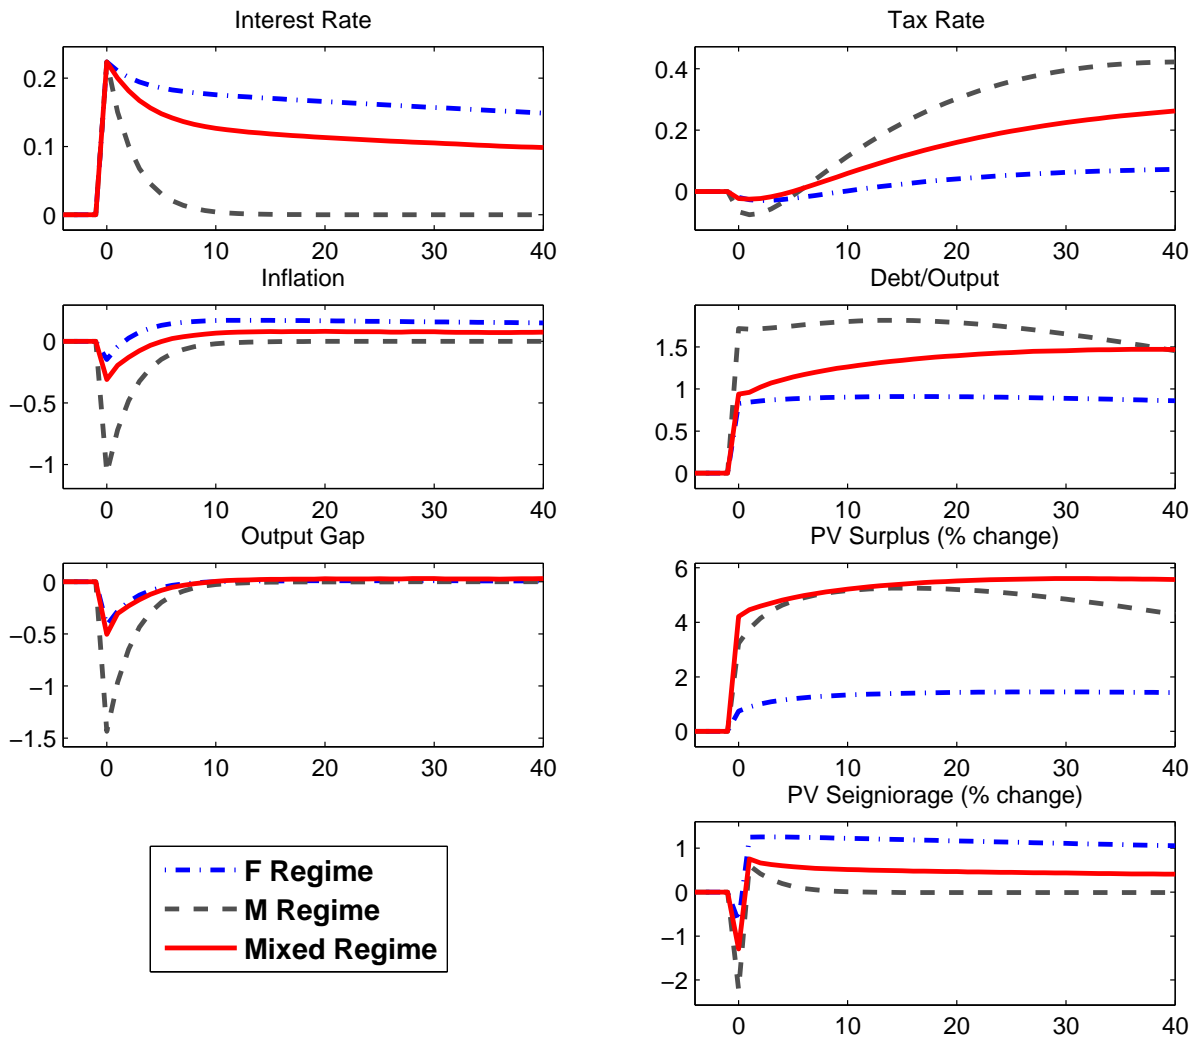 Interest Rate
0.2
0.1
0
0 10 20 30 40
Tax Rate
0.4
0.2
0
0 10 20 30 40
Inflation
0
−0.5
−1
0 10 20 30 40
Debt/Output
1.5
1
0.5
0
0 10 20 30 40
Output Gap
0
−0.5
−1
−1.5
0 10 20 30 40
PV Surplus (% change)
6
4
2
0
0 10 20 30 40
PV Seigniorage (% change)
1
0
−1
−2
0 10 20 30 40
F Regime
M Regime
Mixed Regime